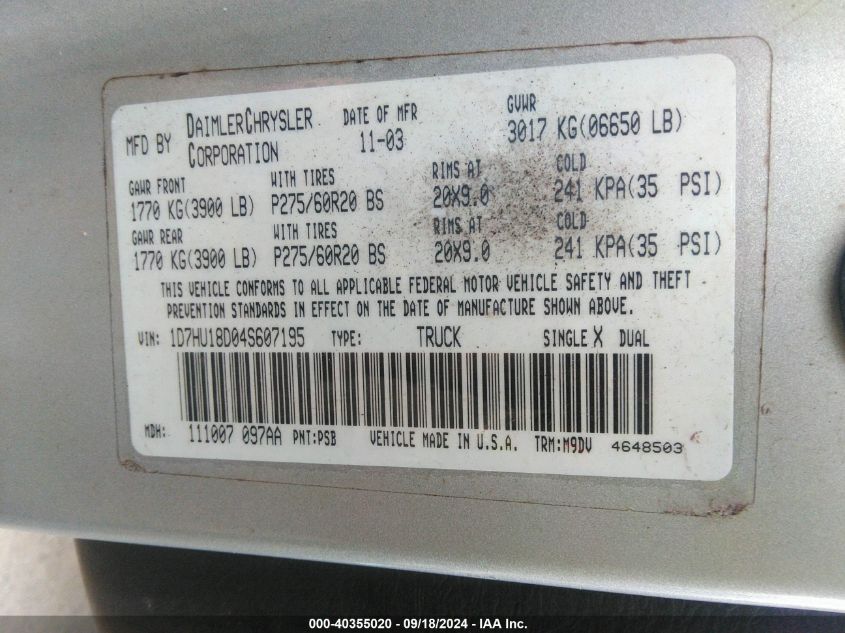 MFD BY DAIMLERCHRYSLER CORPORATION DATE OF MFR 11-03 GVWR 3017 KG(06650 LB)
GAWR FRONT WITH TIRES RIMS AT COLD
1770 KG(3900 LB) P275/60R20 BS 20X9.0 241 KPA(35 PSI)
GAWR REAR WITH TIRES RIMS AT COLD
1770 KG(3900 LB) P275/60R20 BS 20X9.0 241 KPA(35 PSI)
THIS VEHICLE CONFORMS TO ALL APPLICABLE FEDERAL MOTOR VEHICLE SAFETY AND THEFT
PREVENTION STANDARDS IN EFFECT ON THE DATE OF MANUFACTURE SHOWN ABOVE.
VIN: 1D7HU18D04S607195 TYPE: TRUCK SINGLE X DUAL
MDH: 111007 097AA PNT:PSB VEHICLE MADE IN U.S.A. TRM:M9DV 4648503
000-40355020 - 09/18/2024 - IAA Inc.